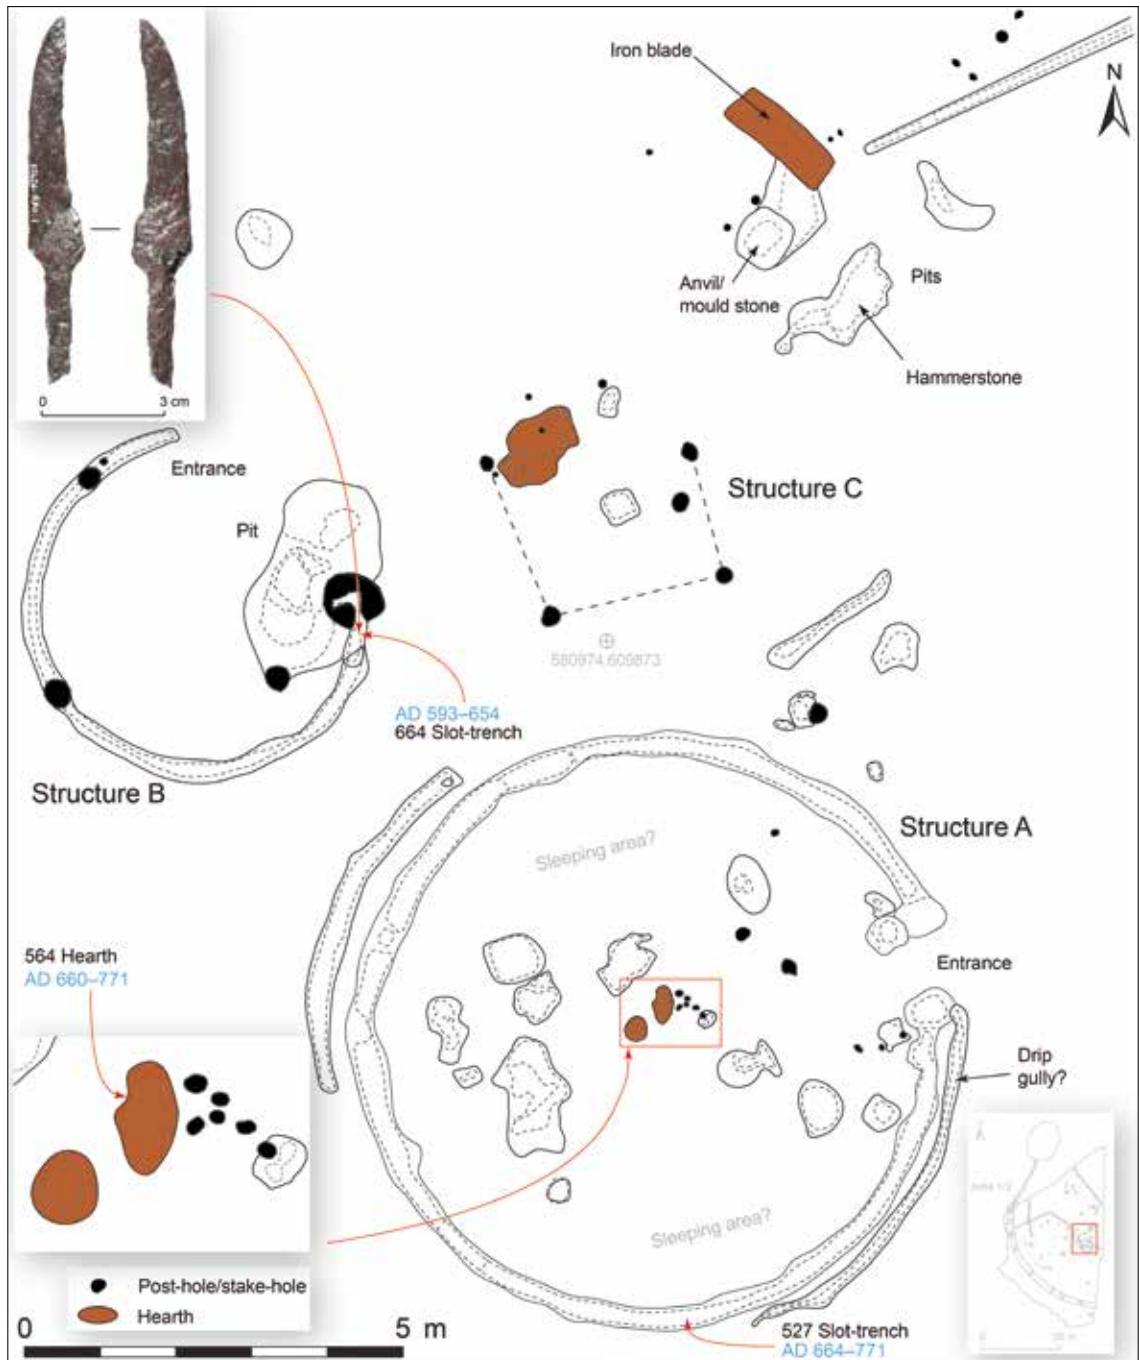 Iron blade
N
Anvil/
mould stone
Pits
Hammerstone
0
3 cm
Entrance
Structure C
Pit
580974,609873
AD 593–654
664 Slot-trench
Structure B
Structure A
Sleeping area?
564 Hearth
AD 660–771
Entrance
Drip
gully?
Sleeping area?
Post-hole/stake-hole
Hearth
0
5 m
527 Slot-trench
AD 664–771